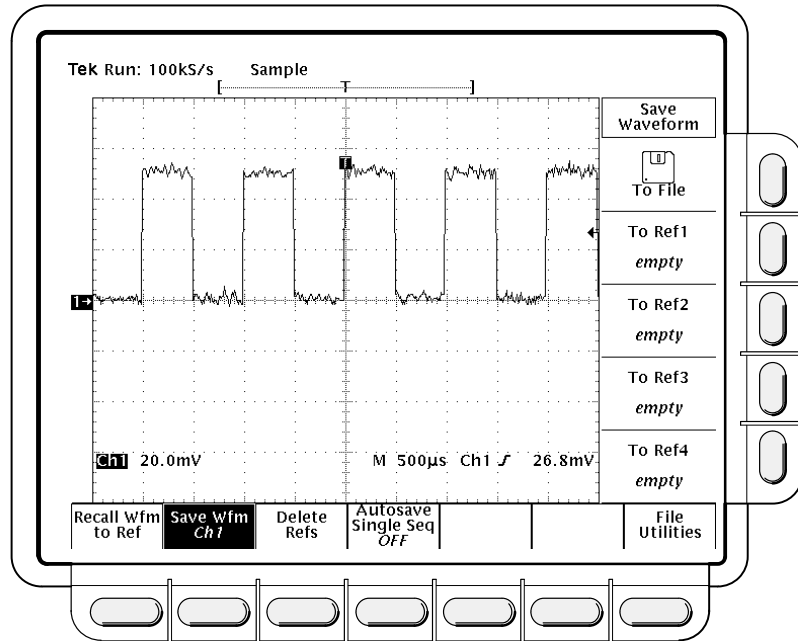 Tek Run: 100kS/s Sample
T
Save
Waveform
T
To File
To Ref1
empty
1→
To Ref2
empty
To Ref3
empty
Ch1 20.0mV M 500µs Ch1 26.8mV
To Ref4
empty
Recall Wfm
to Ref
Save Wfm
Ch1
Delete
Refs
Autosave
Single Seq
OFF
File
Utilities